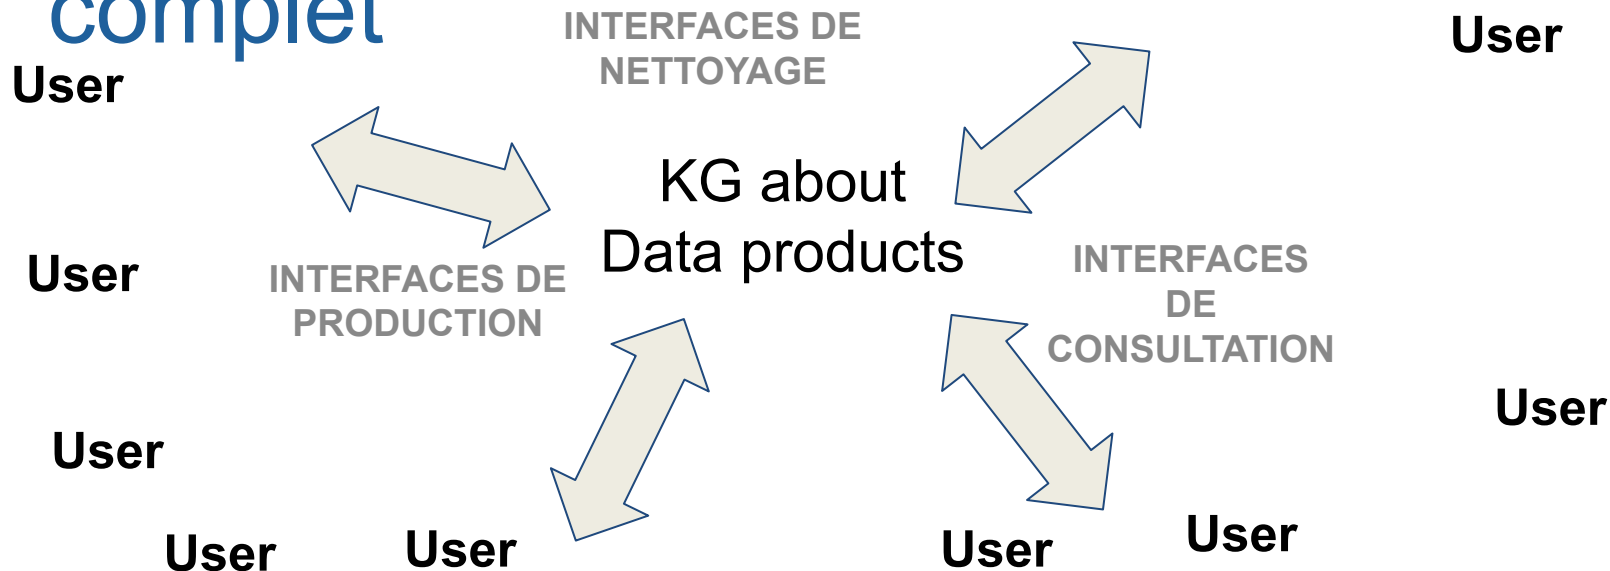 complet
INTERFACES DE
NETTOYAGE
User
User
KG about
Data products
User
INTERFACES DE
PRODUCTION
INTERFACES
DE
CONSULTATION
User
User
User
User
User
User